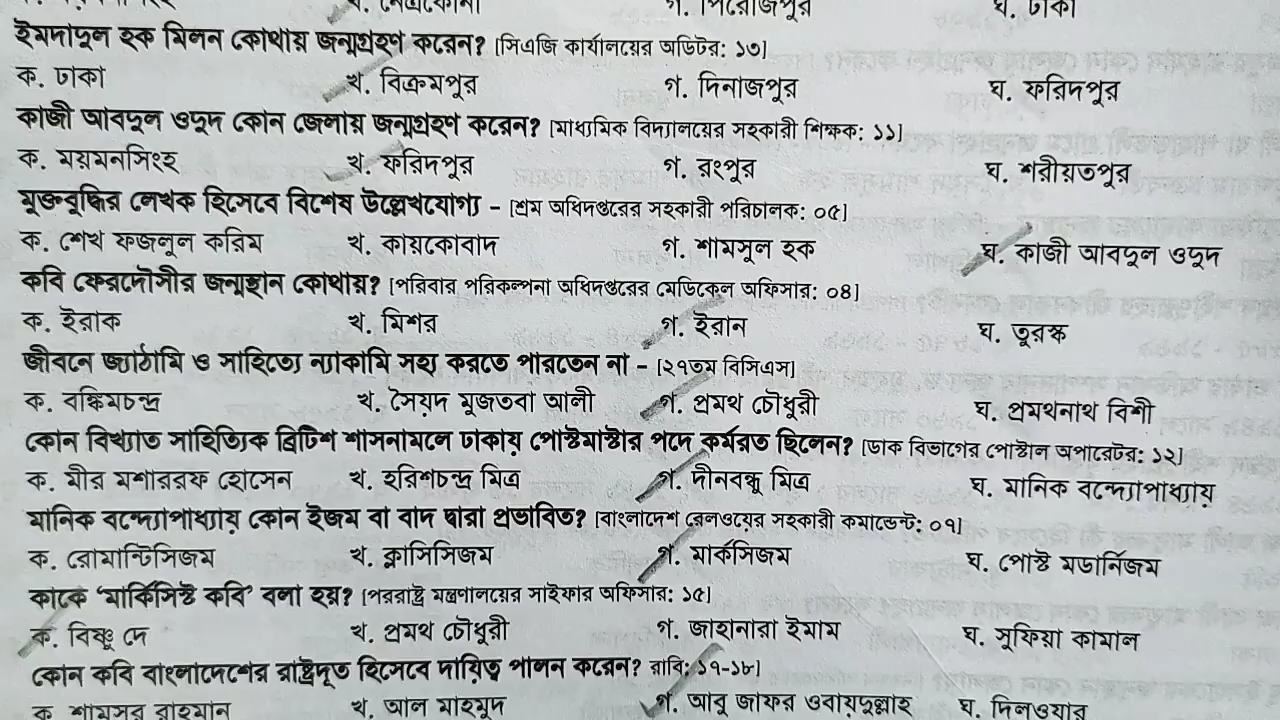 খ. নেত্রকোনা গ. পিরোজপুর ঘ. ঢাকা
ইমদাদুল হক মিলন কোথায় জন্মগ্রহণ করেন? [সিএজি কার্যালয়ের অডিটর: ১৩]
ক. ঢাকা খ. বিক্রমপুর গ. দিনাজপুর ঘ. ফরিদপুর
কাজী আবদুল ওদুদ কোন জেলায় জন্মগ্রহণ করেন? [মাধ্যমিক বিদ্যালয়ের সহকারী শিক্ষক: ১১]
ক. ময়মনসিংহ খ. ফরিদপুর গ. রংপুর ঘ. শরীয়তপুর
মুক্তবুদ্ধির লেখক হিসেবে বিশেষ উল্লেখযোগ্য – [শ্রম অধিদপ্তরের সহকারী পরিচালক: ০৫]
ক. শেখ ফজলুল করিম খ. কায়কোবাদ গ. শামসুল হক ঘ. কাজী আবদুল ওদুদ
কবি ফেরদৌসীর জন্মস্থান কোথায়? [পরিবার পরিকল্পনা অধিদপ্তরের মেডিকেল অফিসার: ০৪]
ক. ইরাক খ. মিশর গ. ইরান ঘ. তুরস্ক
জীবনে জ্যাঠামি ও সাহিত্যে ন্যাকামি সহ্য করতে পারতেন না – [২৭তম বিসিএস]
ক. বঙ্কিমচন্দ্র খ. সৈয়দ মুজতবা আলী গ. প্রমথ চৌধুরী ঘ. প্রমথনাথ বিশী
কোন বিখ্যাত সাহিত্যিক ব্রিটিশ শাসনামলে ঢাকায় পোস্টমাস্টার পদে কর্মরত ছিলেন? [ডাক বিভাগের পোস্টাল অপারেটর: ১২]
ক. মীর মশাররফ হোসেন খ. হরিশচন্দ্র মিত্র গ. দীনবন্ধু মিত্র ঘ. মানিক বন্দ্যোপাধ্যায়
মানিক বন্দ্যোপাধ্যায় কোন ইজম বা বাদ দ্বারা প্রভাবিত? [বাংলাদেশ রেলওয়ের সহকারী কমান্ডেন্ট: ০৭]
ক. রোমান্টিসিজম খ. ক্লাসিসিজম গ. মার্কসিজম ঘ. পোস্ট মডার্নিজম
কাকে ‘মার্কিসিস্ট কবি’ বলা হয়? [পররাষ্ট্র মন্ত্রণালয়ের সাইফার অফিসার: ১৫]
ক. বিষ্ণু দে খ. প্রমথ চৌধুরী গ. জাহানারা ইমাম ঘ. সুফিয়া কামাল
কোন কবি বাংলাদেশের রাষ্ট্রদূত হিসেবে দায়িত্ব পালন করেন? রাবি: ১৭-১৮]
ক. শামসুর রাহমান খ. আল মাহমুদ গ. আবু জাফর ওবায়দুল্লাহ ঘ. দিলওয়ার